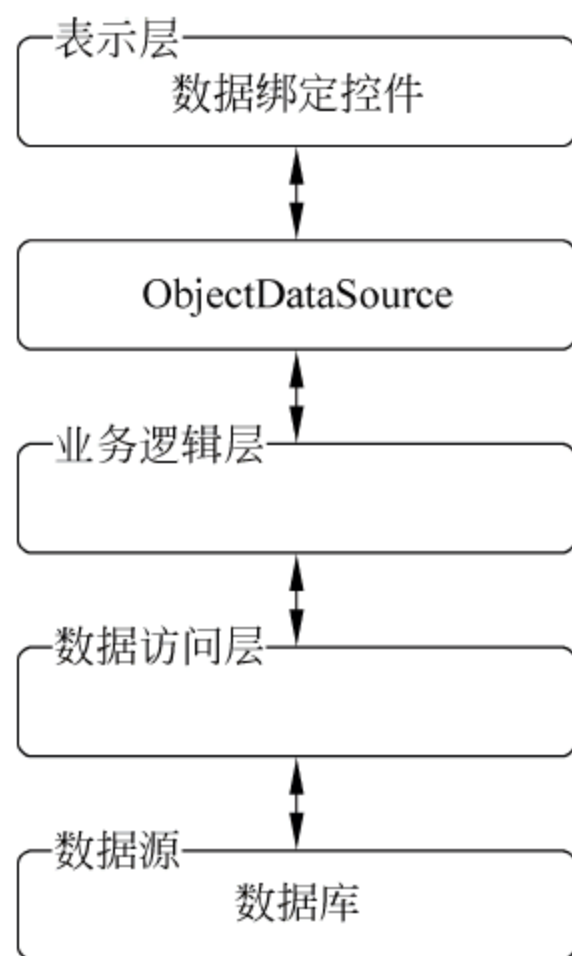 表示层
数据绑定控件
ObjectDataSource
业务逻辑层
数据访问层
数据源
数据库